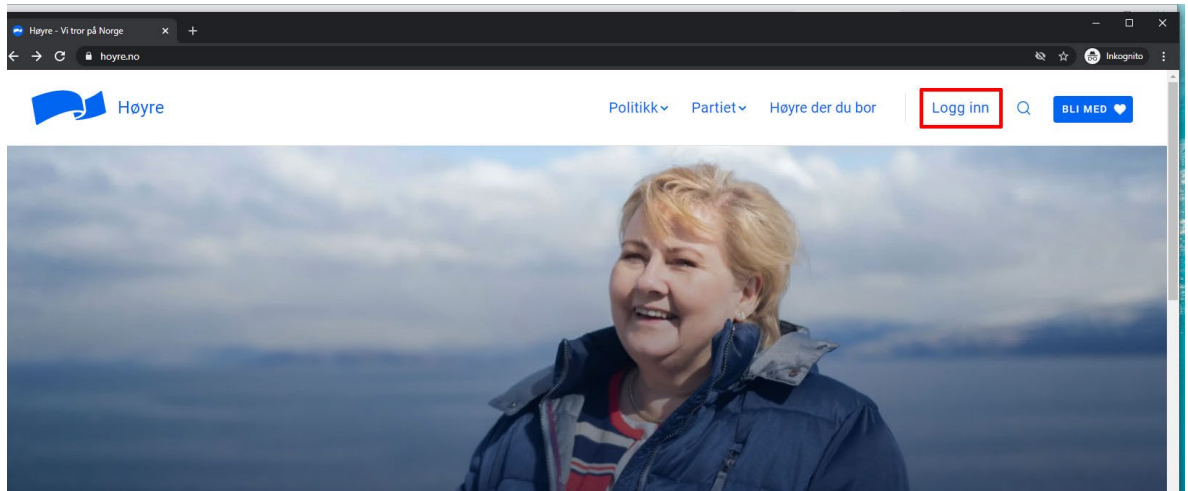 Høyre - Vi tror på Norge
hoyre.no
Inkognito
Høyre
Politikk Partiet Høyre der du bor Logg inn BLI MED